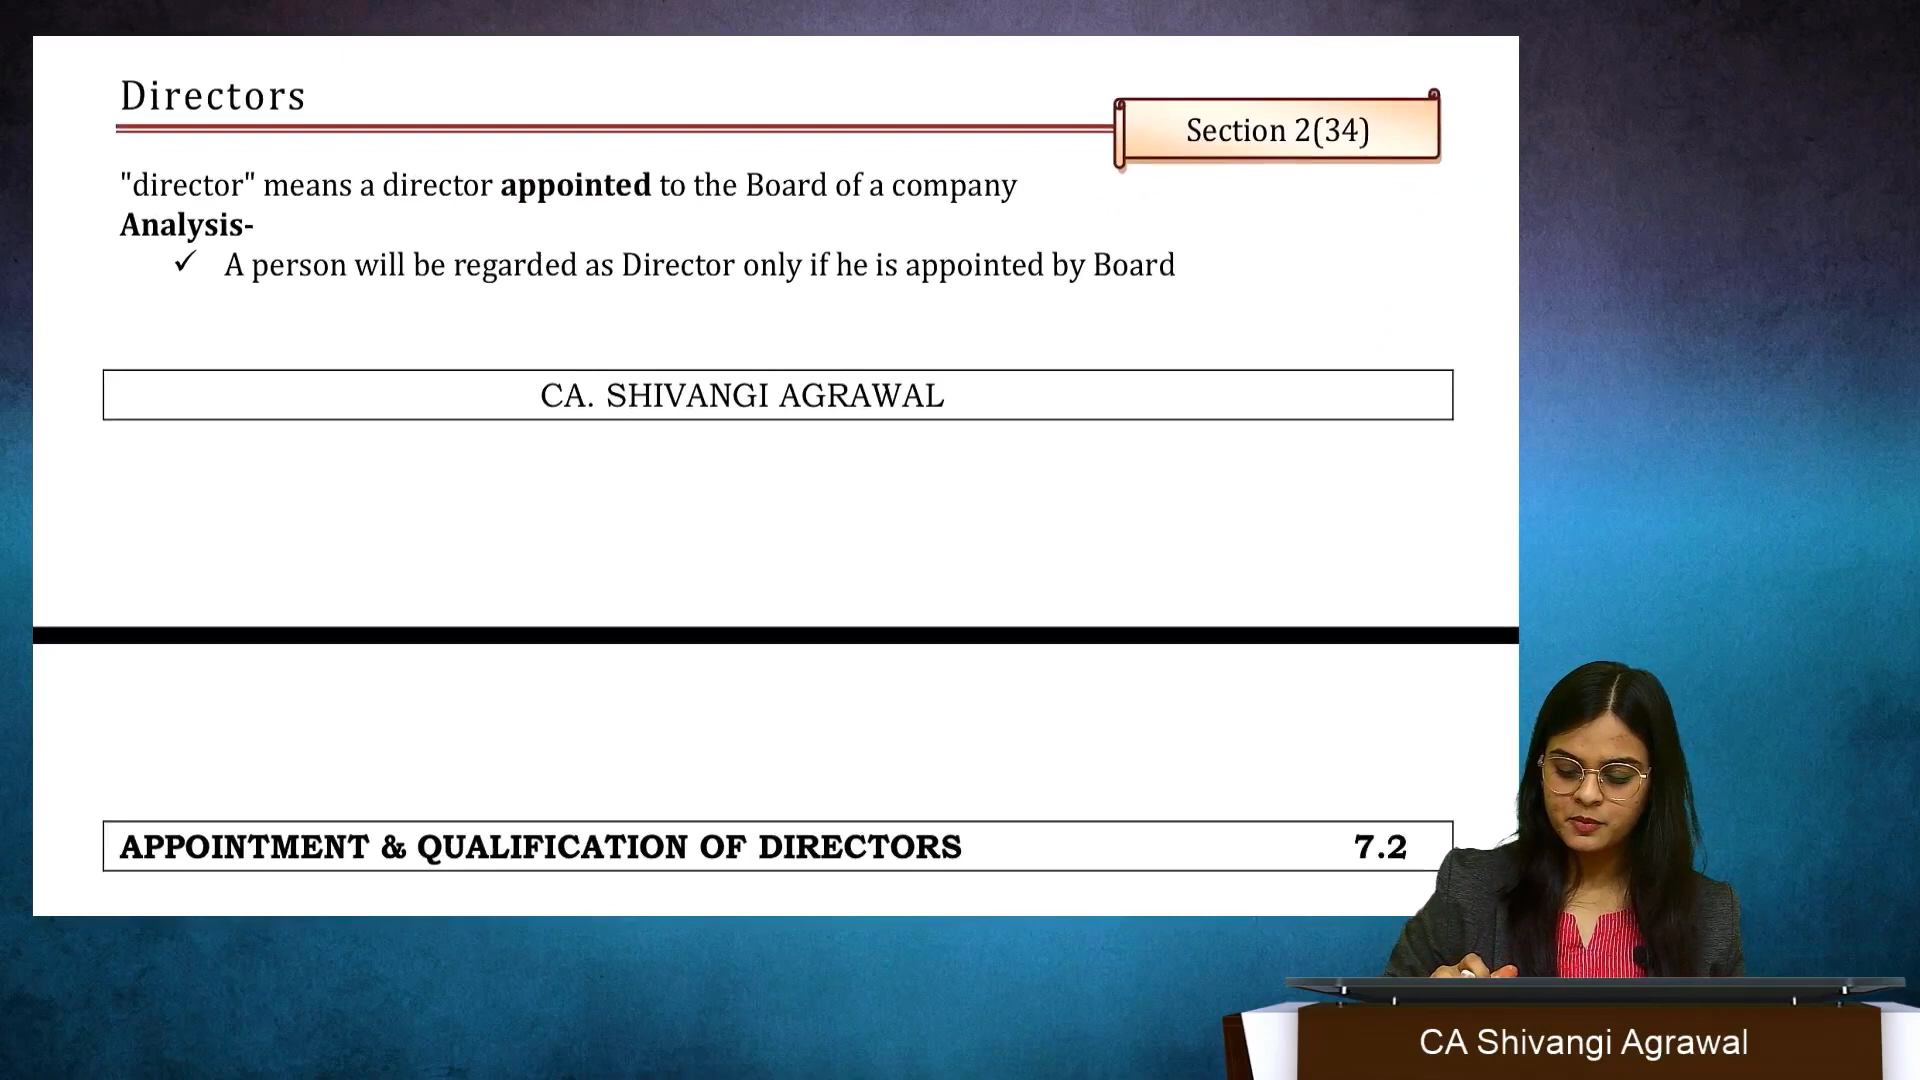 Directors
Section 2(34)
"director" means a director appointed to the Board of a company
Analysis-
✓ A person will be regarded as Director only if he is appointed by Board
CA. SHIVANGI AGRAWAL
APPOINTMENT & QUALIFICATION OF DIRECTORS 7.2
CA Shivangi Agrawal